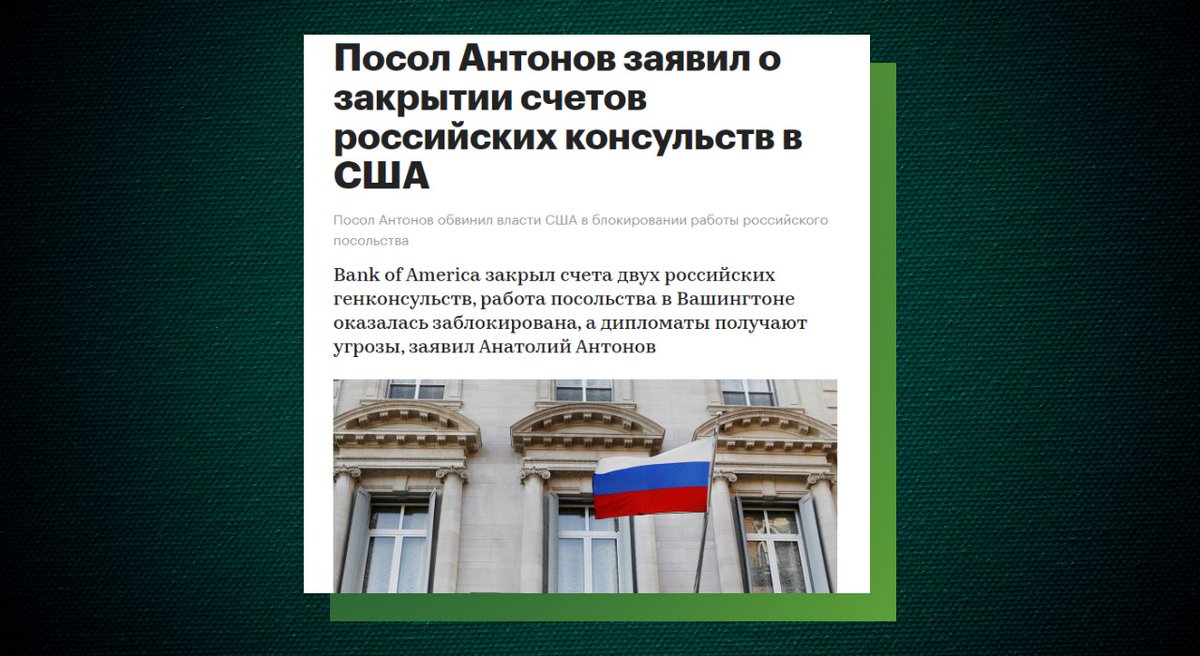 Посол Антонов заявил о
закрытии счетов
российских консульств в
США
Посол Антонов обвинил власти США в блокировании работы российского
посольства
Bank of America закрыл счета двух российских
генконсульств, работа посольства в Вашингтоне
оказалась заблокирована, а дипломаты получают
угрозы, заявил Анатолий Антонов